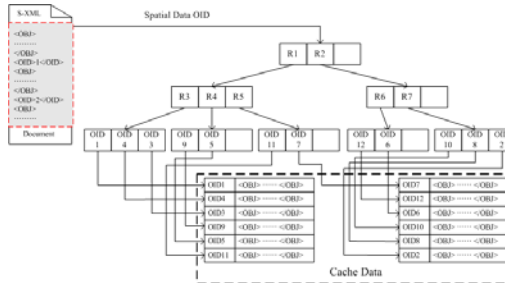 S-XML
Spatial Data OID
<OBJ>
........
</OBJ>
<OID>1</OID>
<OBJ>
........
</OBJ>
<OID>2</OID>
<OBJ>
........
Document
R1 R2
R3 R4 R5
R6 R7
OID 1
OID 4
OID 3
OID 9
OID 5
OID 11
OID 7
OID 12
OID 6
OID 10
OID 8
OID 2
OID1 <OBJ>······</OBJ>
OID4 <OBJ>······</OBJ>
OID3 <OBJ>······</OBJ>
OID9 <OBJ>······</OBJ>
OID5 <OBJ>······</OBJ>
OID11 <OBJ>······</OBJ>
OID7 <OBJ>······</OBJ>
OID12 <OBJ>······</OBJ>
OID6 <OBJ>······</OBJ>
OID10 <OBJ>······</OBJ>
OID8 <OBJ>······</OBJ>
OID2 <OBJ>······</OBJ>
Cache Data